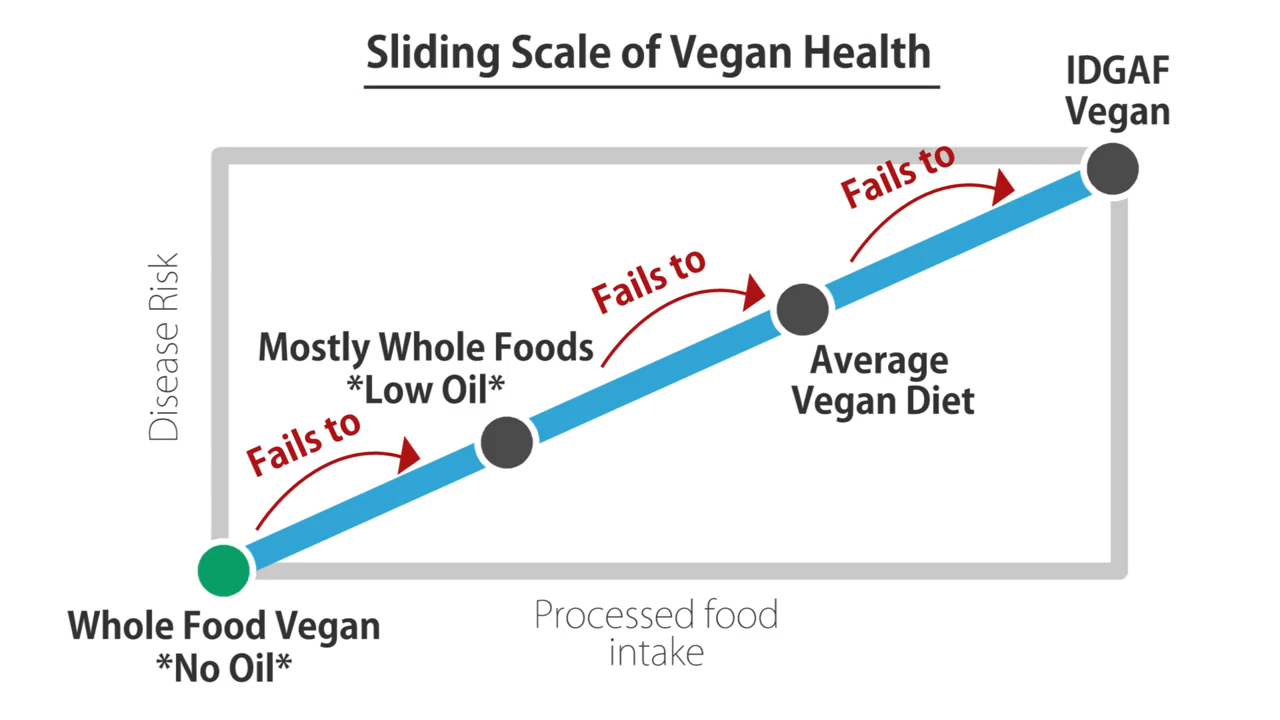 Sliding Scale of Vegan Health
IDGAF
Vegan
Fails to
Fails to
Disease Risk
Mostly Whole Foods
*Low Oil*
Average
Vegan Diet
Fails to
Whole Food Vegan
*No Oil*
Processed food
intake